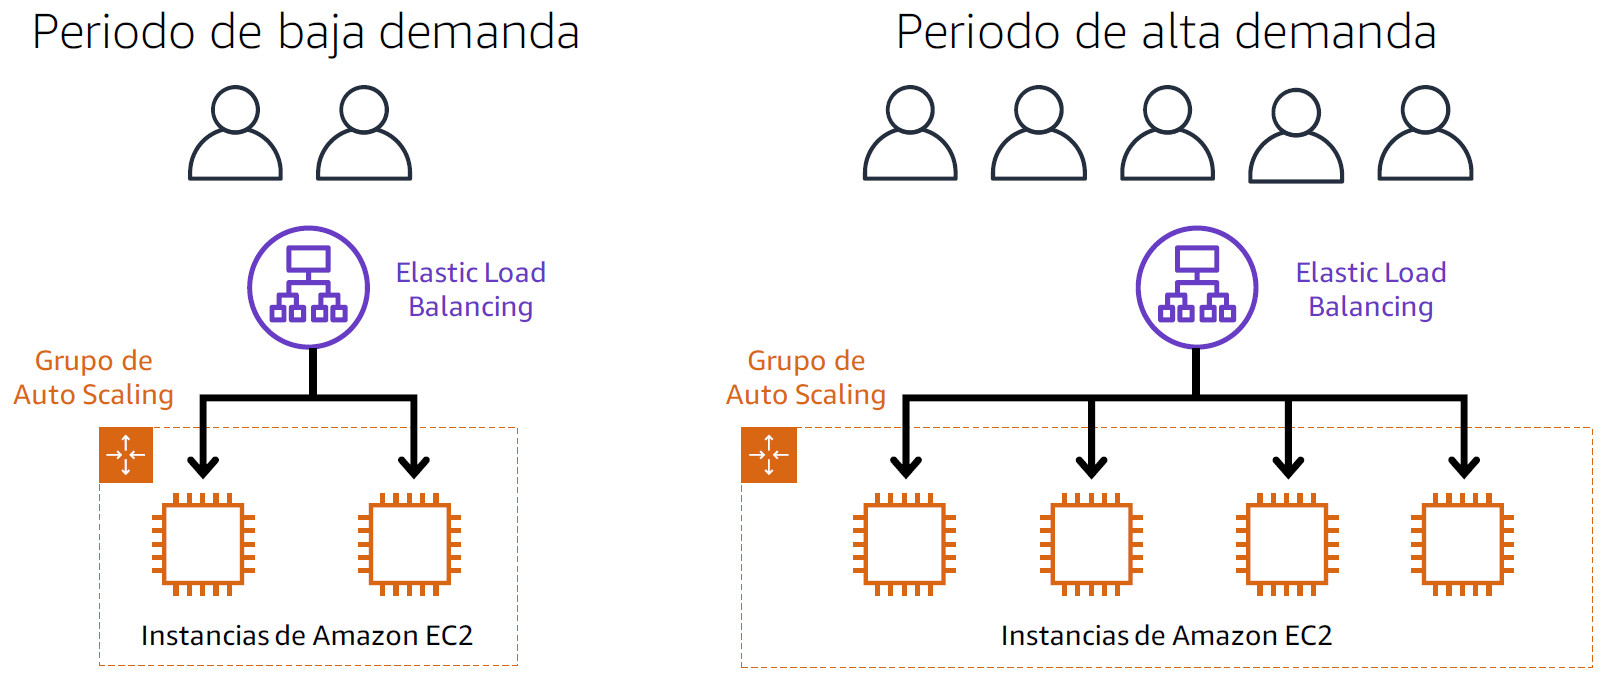 Periodo de baja demanda
Elastic Load
Balancing
Grupo de
Auto Scaling
Instancias de Amazon EC2
Periodo de alta demanda
Elastic Load
Balancing
Grupo de
Auto Scaling
Instancias de Amazon EC2